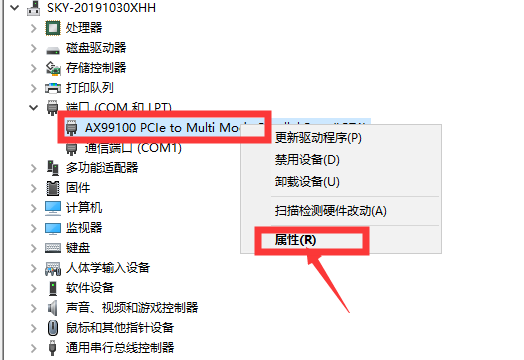 SKY-20191030XHH
处理器
磁盘驱动器
存储控制器
打印队列
端口 (COM 和 LPT)
AX99100 PCIe to Multi
通信端口 (COM1)
多功能适配器
固件
计算机
监视器
键盘
人体学输入设备
软件设备
声音、视频和游戏控制器
鼠标和其他指针设备
通用串行总线控制器
更新驱动程序(P)
禁用设备(D)
卸载设备(U)
扫描检测硬件改动(A)
属性(R)